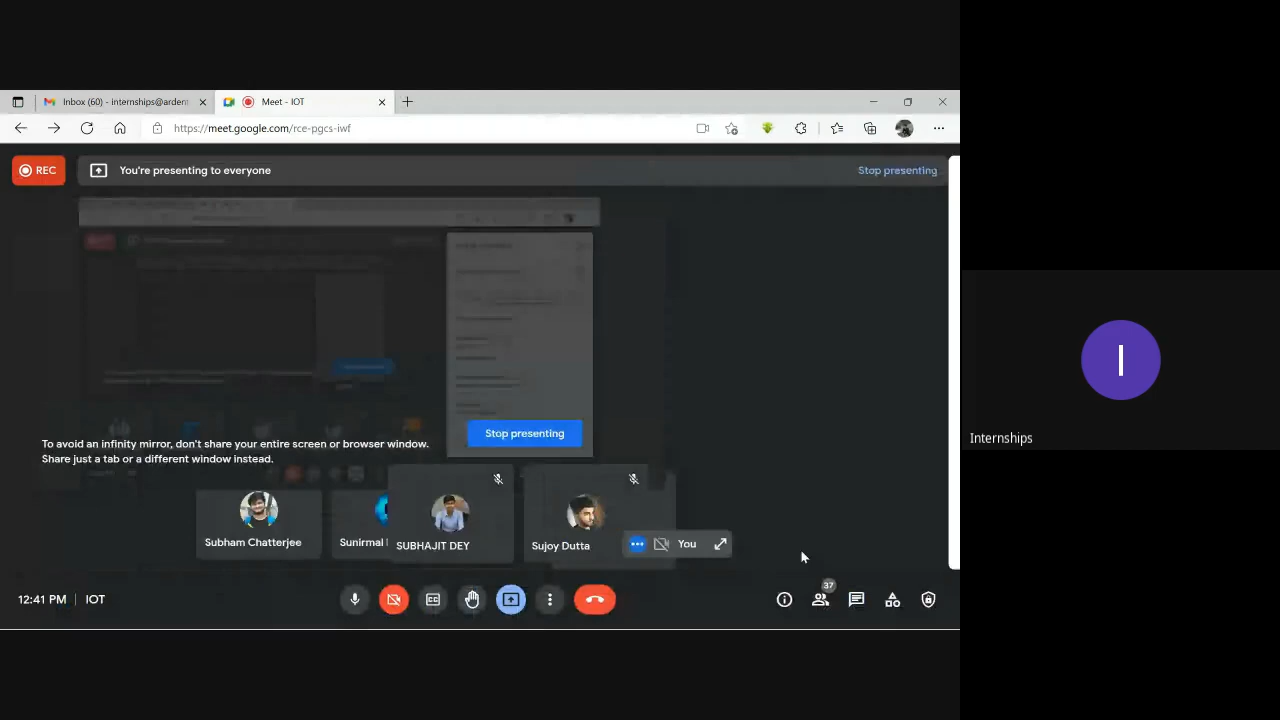 Inbox (60) - internships@arden
Meet - IOT
https://meet.google.com/rce-pgcs-iwf
REC
You're presenting to everyone
Stop presenting
Stop presenting
To avoid an infinity mirror, don't share your entire screen or browser window.
Share just a tab or a different window instead.
Subham Chatterjee
Sunirmal
SUBHAJIT DEY
Sujoy Dutta
You
12:41 PM
IOT
37
I
Internships